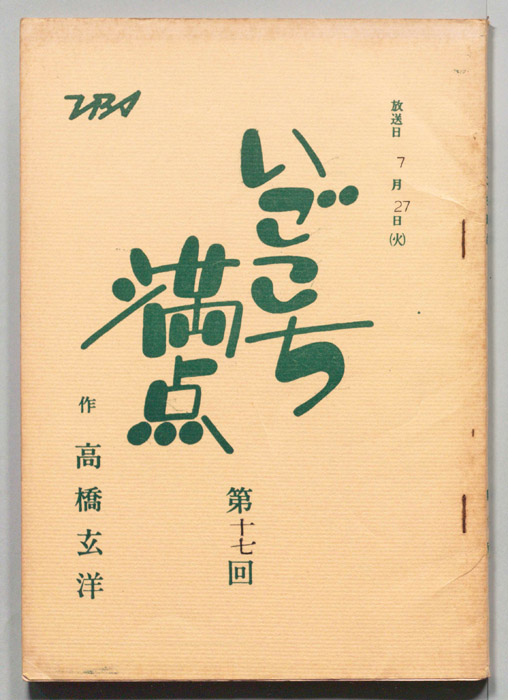 放送日 7月27日(火)
いごこち
満点
第十七回
作 高橋玄洋